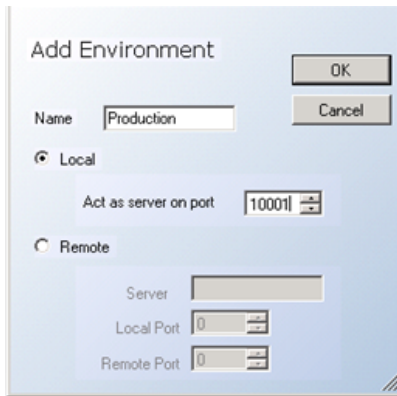 Add Environment
OK
Cancel
Name Production
Local
Act as server on port 10001
Remote
Server
Local Port 0
Remote Port 0